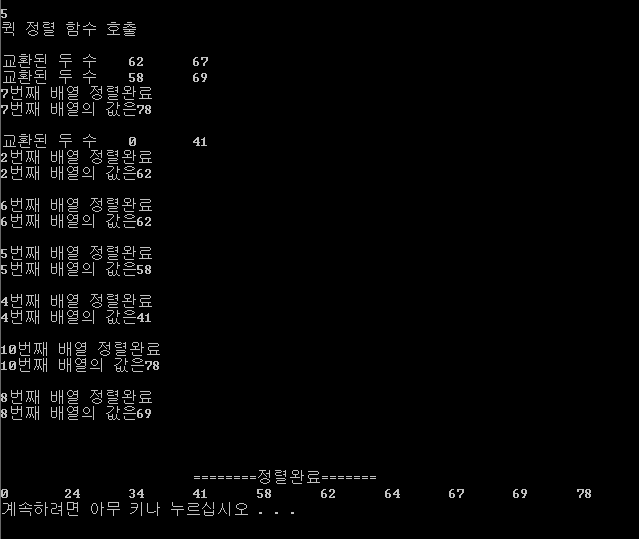 5
퀵 정렬 함수 호출
교환된 두 수 62 67
교환된 두 수 58 69
7번째 배열 정렬완료
7번째 배열의 값은78
교환된 두 수 0 41
2번째 배열 정렬완료
2번째 배열의 값은62
6번째 배열 정렬완료
6번째 배열의 값은62
5번째 배열 정렬완료
5번째 배열의 값은58
4번째 배열 정렬완료
4번째 배열의 값은41
10번째 배열 정렬완료
10번째 배열의 값은78
8번째 배열 정렬완료
8번째 배열의 값은69
========정렬완료=======
0 24 34 41 58 62 64 67 69 78
계속하려면 아무 키나 누르십시오 . . .